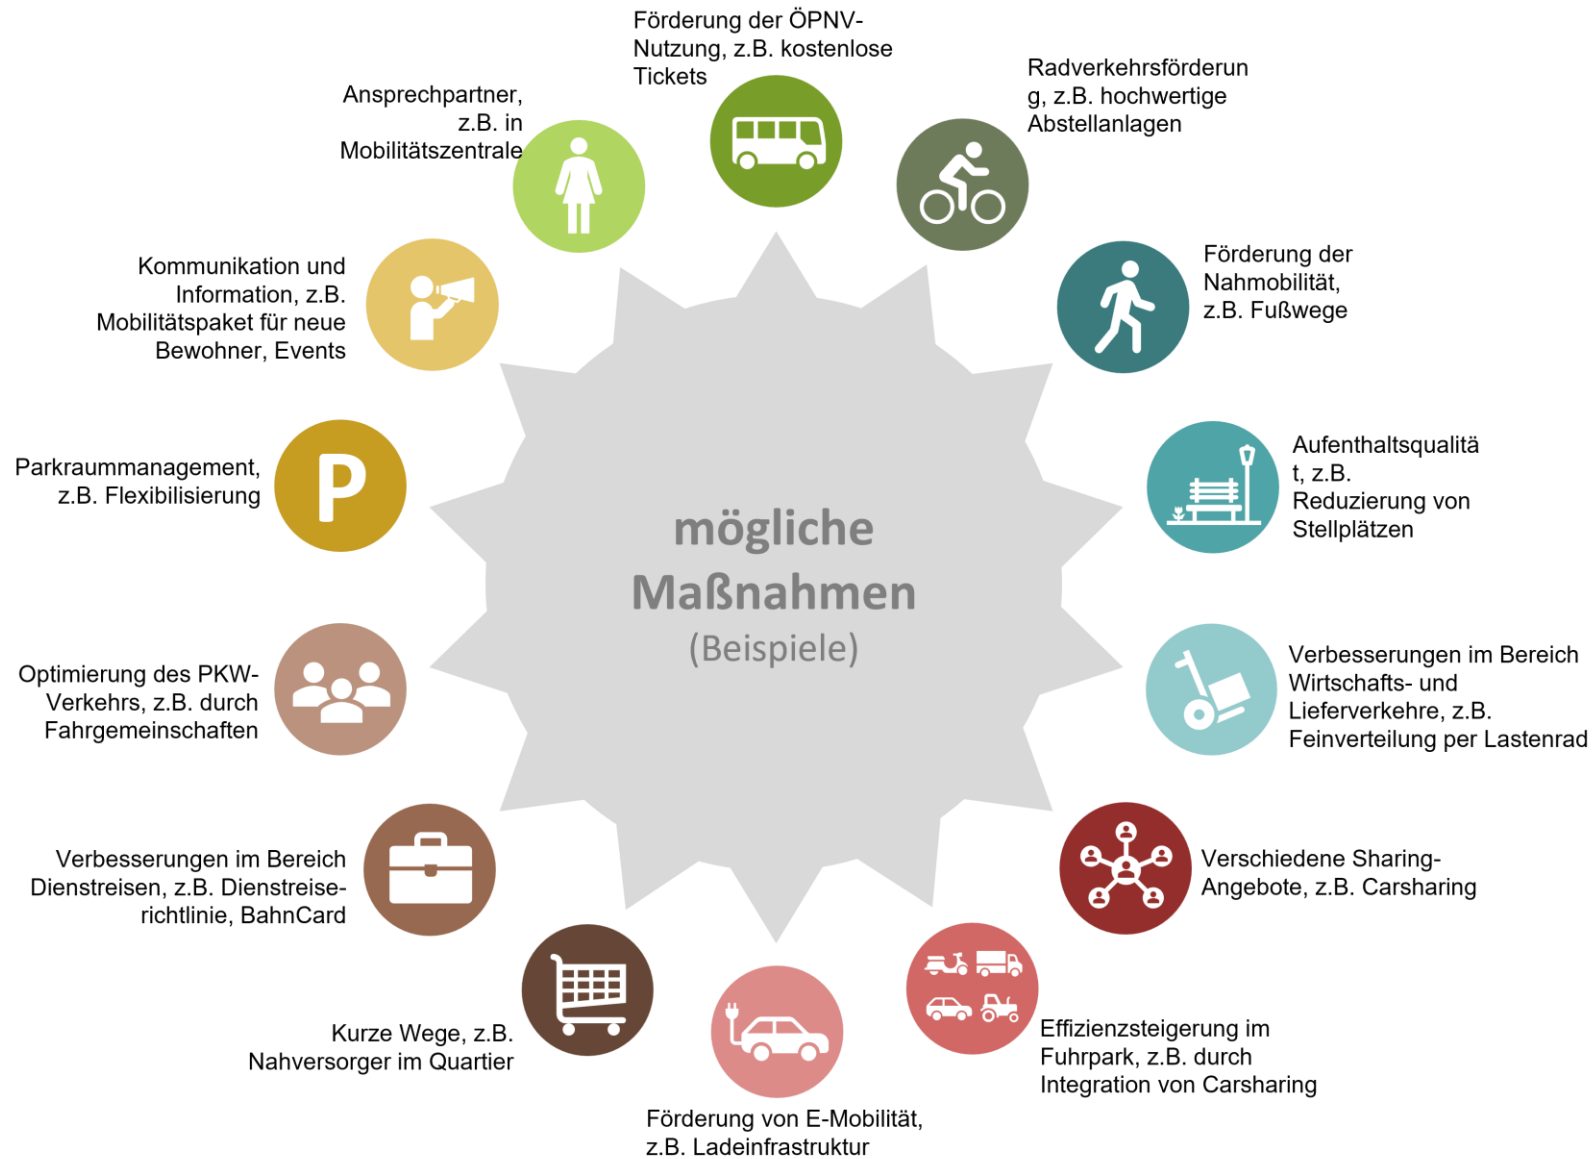 Förderung der ÖPNV-
Nutzung, z.B. kostenlose
Tickets
Radverkehrsförderun
g, z.B. hochwertige
Abstellanlagen
Förderung der
Nahmobilität,
z.B. Fußwege
Aufenthaltsqualitä
t, z.B.
Reduzierung von
Stellplätzen
Verbesserungen im Bereich
Wirtschafts- und
Lieferverkehre, z.B.
Feinverteilung per Lastenrad
Verschiedene Sharing-
Angebote, z.B. Carsharing
Effizienzsteigerung im
Fuhrpark, z.B. durch
Integration von Carsharing
Förderung von E-Mobilität,
z.B. Ladeinfrastruktur
Kurze Wege, z.B.
Nahversorger im Quartier
Verbesserungen im Bereich
Dienstreisen, z.B. Dienstreise-
richtlinie, BahnCard
Optimierung des PKW-
Verkehrs, z.B. durch
Fahrgemeinschaften
Parkraummanagement,
z.B. Flexibilisierung
P
Kommunikation und
Information, z.B.
Mobilitätspaket für neue
Bewohner, Events
Ansprechpartner,
z.B. in
Mobilitätszentrale
mögliche
Maßnahmen
(Beispiele)